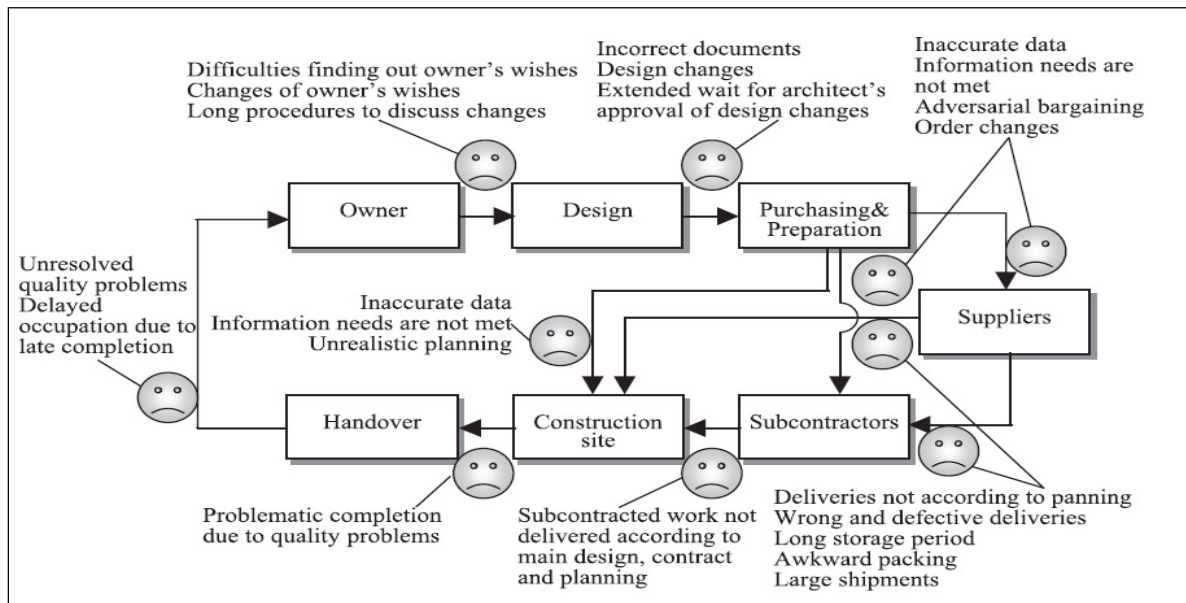 Difficulties finding out owner's wishes
Changes of owner's wishes
Long procedures to discuss changes
Incorrect documents
Design changes
Extended wait for architect's
approval of design changes
Inaccurate data
Information needs are
not met
Adversarial bargaining
Order changes
Owner
Design
Purchasing&
Preparation
Unresolved
quality problems
Delayed
occupation due to
late completion
Inaccurate data
Information needs are not met
Unrealistic planning
Suppliers
Handover
Construction
site
Subcontractors
Problematic completion
due to quality problems
Subcontracted work not
delivered according to
main design, contract
and planning
Deliveries not according to panning
Wrong and defective deliveries
Long storage period
Awkward packing
Large shipments